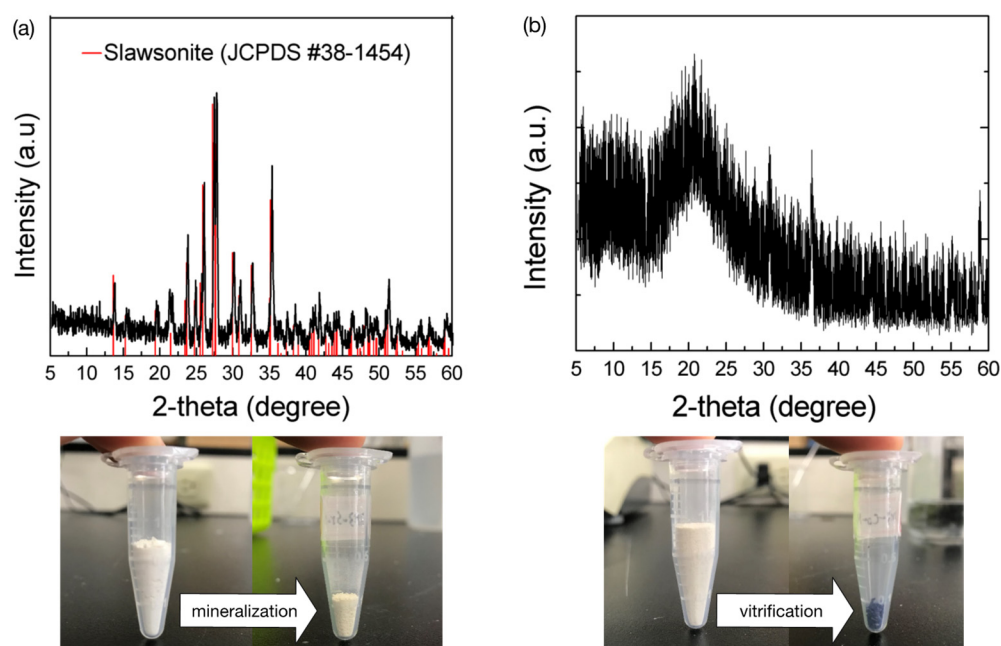 (a)
Slawsonite (JCPDS #38-1454)
Intensity (a.u)
5 10 15 20 25 30 35 40 45 50 55 60
2-theta (degree)
mineralization
(b)
Intensity (a.u.)
5 10 15 20 25 30 35 40 45 50 55 60
2-theta (degree)
vitrification